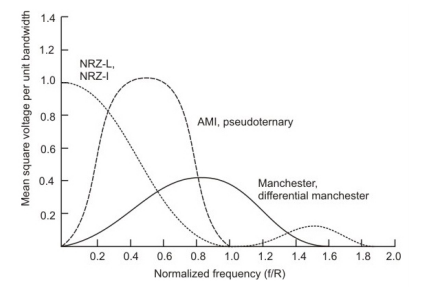 Mean square voltage per unit bandwidth
1.4
1.2
1.0
0.8
0.6
0.4
0.2
NRZ-L,
NRZ-I
AMI, pseudoternary
Manchester,
differential manchester
0.2 0.4 0.6 0.8 1.0 1.2 1.4 1.6 1.8 2.0
Normalized frequency (f/R)